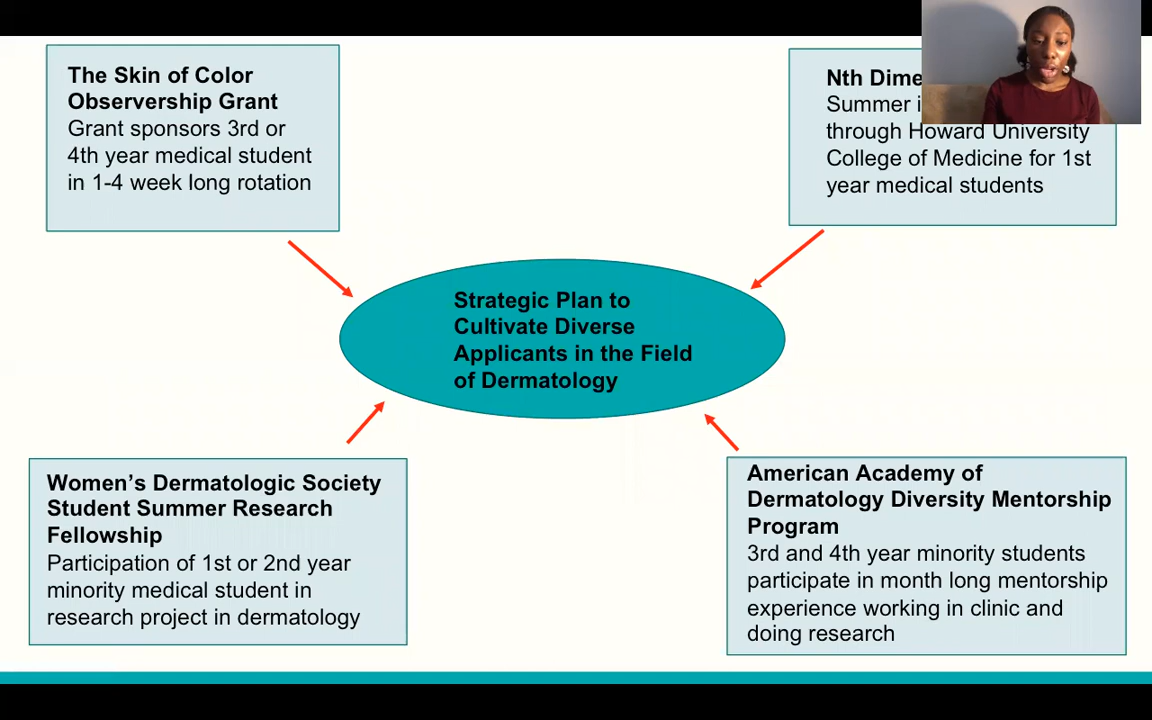 The Skin of Color
Observership Grant
Grant sponsors 3rd or
4th year medical student
in 1-4 week long rotation
Nth Dime
Summer i
through Howard University
College of Medicine for 1st
year medical students
Strategic Plan to
Cultivate Diverse
Applicants in the Field
of Dermatology
Women’s Dermatologic Society
Student Summer Research
Fellowship
Participation of 1st or 2nd year
minority medical student in
research project in dermatology
American Academy of
Dermatology Diversity Mentorship
Program
3rd and 4th year minority students
participate in month long mentorship
experience working in clinic and
doing research